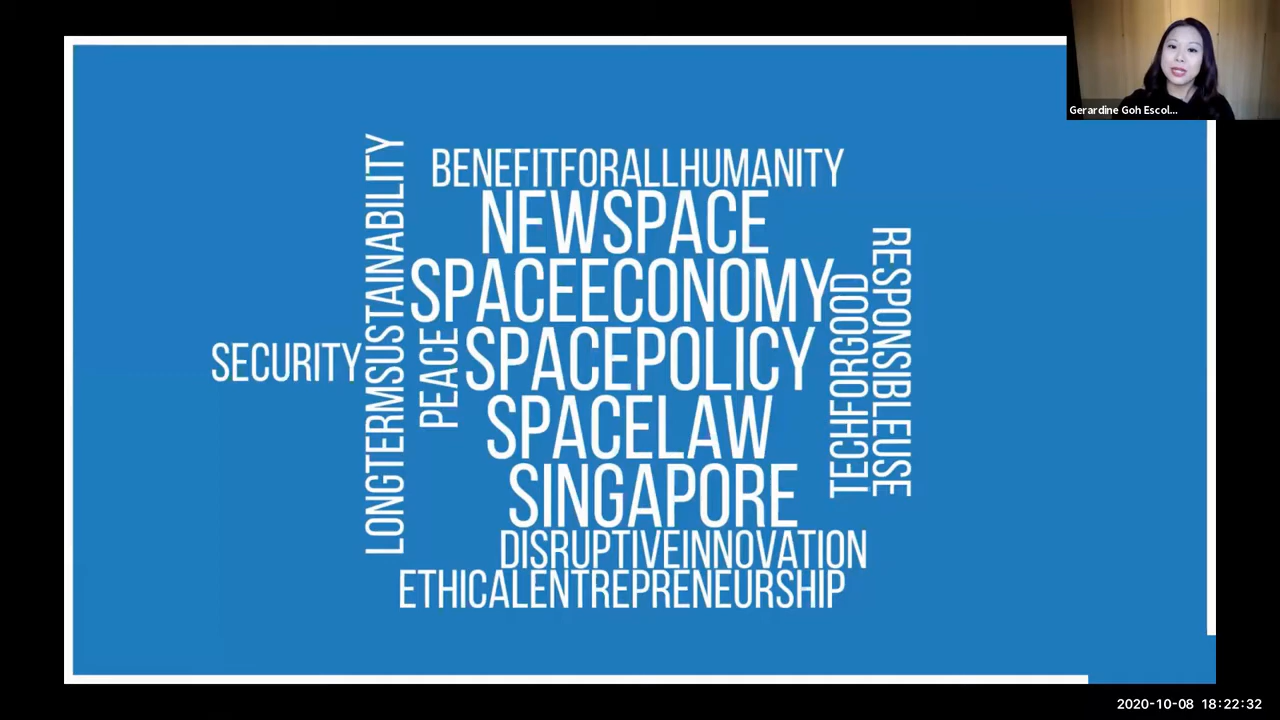 Gerardine Goh Escol...
BENEFITFORALLHUMANITY
NEWSPACE
SPACEECONOMY
SPACEPOLICY
SPACELAW
SINGAPORE
DISRUPTIVEINNOVATION
ETHICALENTREPRENEURSHIP
SECURITY
LONGTERMSUSTAINABILITY
PEACE
TECHFORGOOD
RESPONSIBLEUSE
2020-10-08 18:22:32